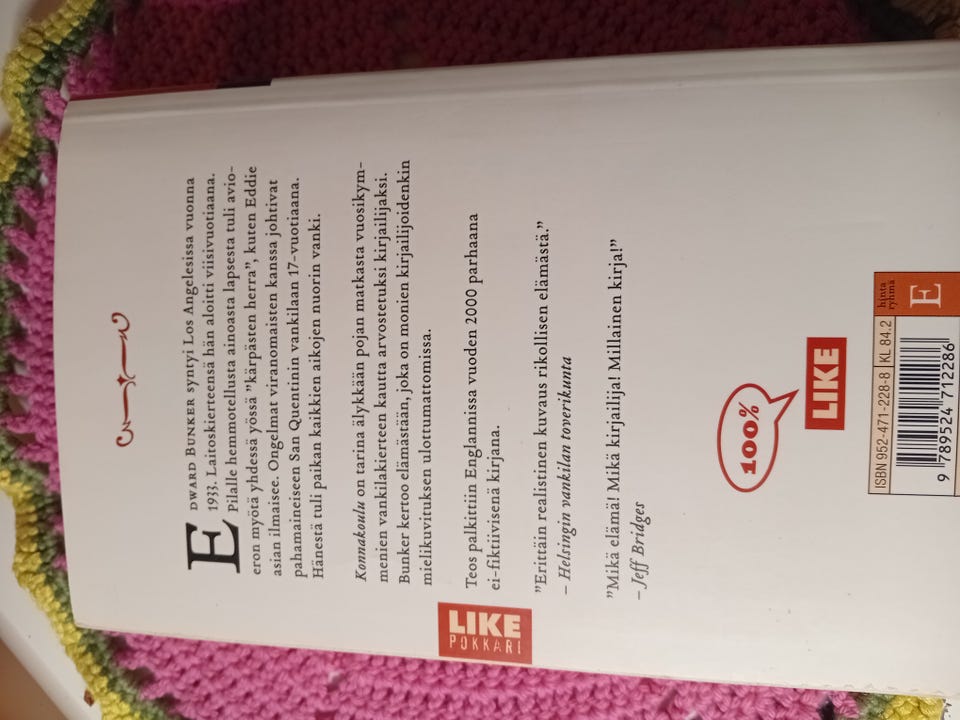 EDWARD BUNKER syntyi Los Angelesissa vuonna
1933. Laitoskierteensä hän aloitti viisivuotiaana.
Pilalle hemmotellusta ainoasta lapsesta tuli avio-
eron myötä yhdessä yössä ”kärpästen herra”, kuten Eddie
asian ilmaisee. Ongelmat viranomaisten kanssa johtivat
pahamaineiseen San Quentinin vankilaan 17-vuotiaana.
Hänestä tuli paikan kaikkien aikojen nuorin vanki.
Konnakoulu on tarina älykkään pojan matkasta vuosikym-
menien vankilakierteen kautta arvostetuksi kirjailijaksi.
Bunker kertoo elämästään, joka on monien kirjailijoidenkin
mielikuvituksen ulottumattomissa.
Teos palkittiin Englannissa vuoden 2000 parhaana
ei-fiktiivisenä kirjana.
”Erittäin realistinen kuvaus rikollisen elämästä.”
– Helsingin vankilan toverikunta
”Mikä elämä! Mikä kirjailija! Millainen kirja!”
– Jeff Bridges
LIKE
POKKARI
100%
LIKE
ISBN 952-471-228-8 KL 84.2
hinta
ryhmä
E
9 789524 712286